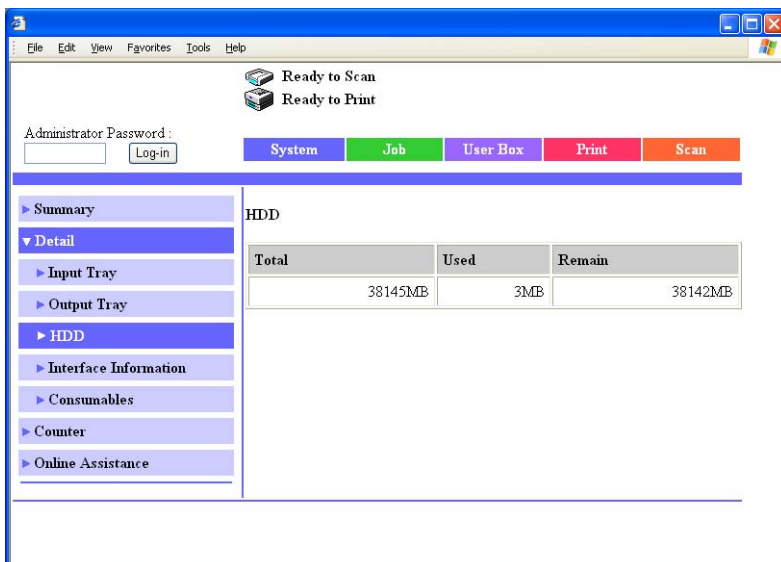 File Edit View Favorites Tools Help
Ready to Scan
Ready to Print
Administrator Password :
Log-in
System Job User Box Print Scan
Summary
Detail
Input Tray
Output Tray
HDD
Interface Information
Consumables
Counter
Online Assistance
HDD
Total Used Remain
38145MB 3MB 38142MB